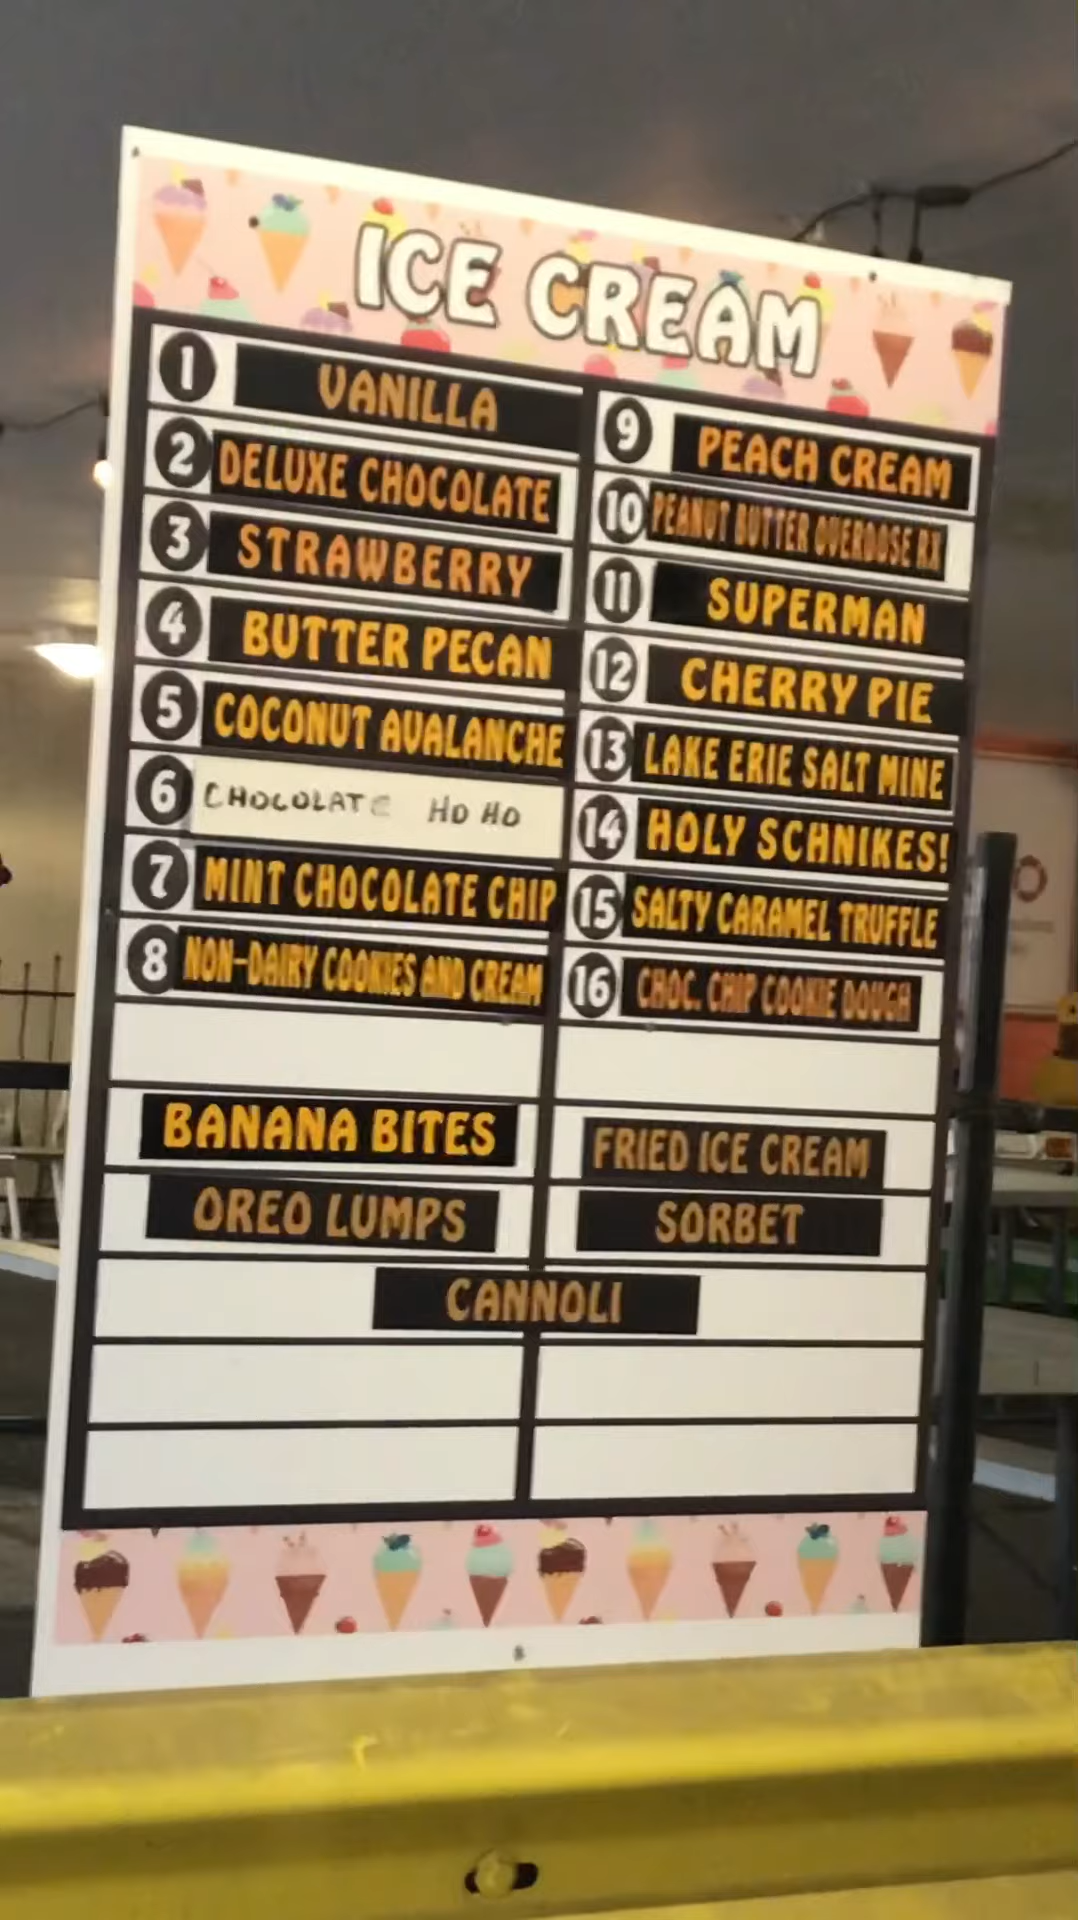 ICE CREAM
1 VANILLA
2 DELUXE CHOCOLATE
3 STRAWBERRY
4 BUTTER PECAN
5 COCONUT AVALANCHE
6 CHOCOLATE HO HO
7 MINT CHOCOLATE CHIP
8 NON-DAIRY COOKIES AND CREAM
9 PEACH CREAM
10 PEANUT BUTTER OVERDOSE RX
11 SUPERMAN
12 CHERRY PIE
13 LAKE ERIE SALT MINE
14 HOLY SCHNIKES!
15 SALTY CARAMEL TRUFFLE
16 CHOC. CHIP COOKIE DOUGH
BANANA BITES
FRIED ICE CREAM
OREO LUMPS
SORBET
CANNOLI